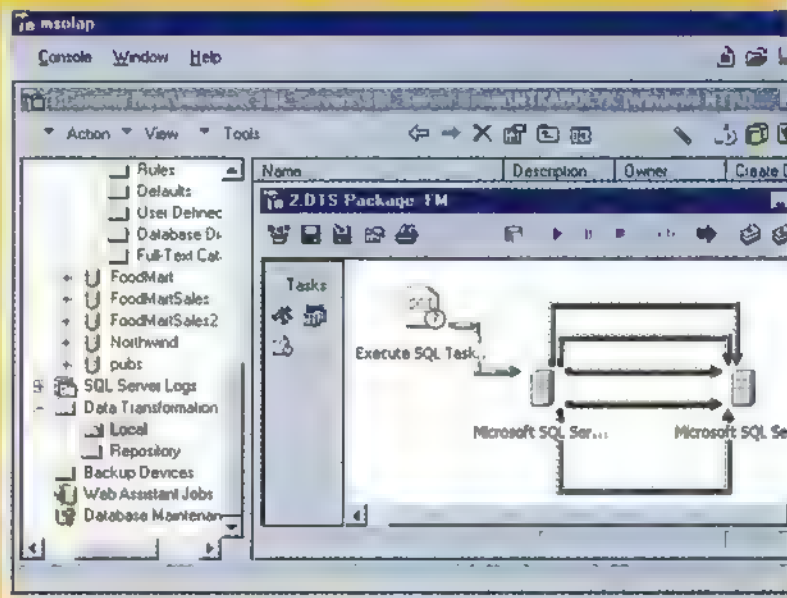 msolap
Console Window Help
Action View Tools
Name Description Owner Create D
Rules
Defaults
User Defined
Database Di
Full-Text Cat
FoodMart
FoodMartSales
FoodMartSales2
Northwind
pubs
SQL Server Logs
Data Transformation
Local
Repository
Backup Devices
Web Assistant Jobs
Database Maintenan
2:DTS Package: FM
Tasks
Execute SQL Task..
Microsoft SQL Ser...
Microsoft SQL Se